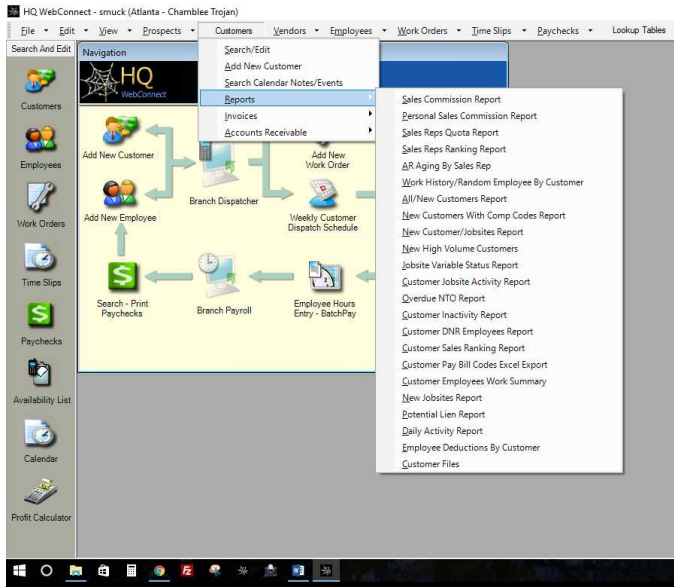 HQ WebConnect - smuck (Atlanta - Chamblee Trojan)
File Edit View Prospects Customers Vendors Employees Work Orders Time Slips Paychecks Lookup Tables
Search And Edit
Customers
Employees
Work Orders
Time Slips
Paychecks
Availability List
Calendar
Profit Calculator
Navigation
HQ
WebConnect
Add New Customer
Add New Employee
Branch Dispatcher
Add New
Work Order
Weekly Customer
Dispatch Schedule
Search - Print
Paychecks
Branch Payroll
Employee Hours
Entry - BatchPay
Search/Edit
Add New Customer
Search Calendar Notes/Events
Reports
Invoices
Accounts Receivable
Sales Commission Report
Personal Sales Commission Report
Sales Reps Quota Report
Sales Reps Ranking Report
AR Aging By Sales Rep
Work History/Random Employee By Customer
All/New Customers Report
New Customers With Comp Codes Report
New Customer/Jobsites Report
New High Volume Customers
Jobsite Variable Status Report
Customer Jobsite Activity Report
Overdue NTO Report
Customer Inactivity Report
Customer DNR Employees Report
Customer Sales Ranking Report
Customer Pay Bill Codes Excel Export
Customer Employees Work Summary
New Jobsites Report
Potential Lien Report
Daily Activity Report
Employee Deductions By Customer
Customer Files